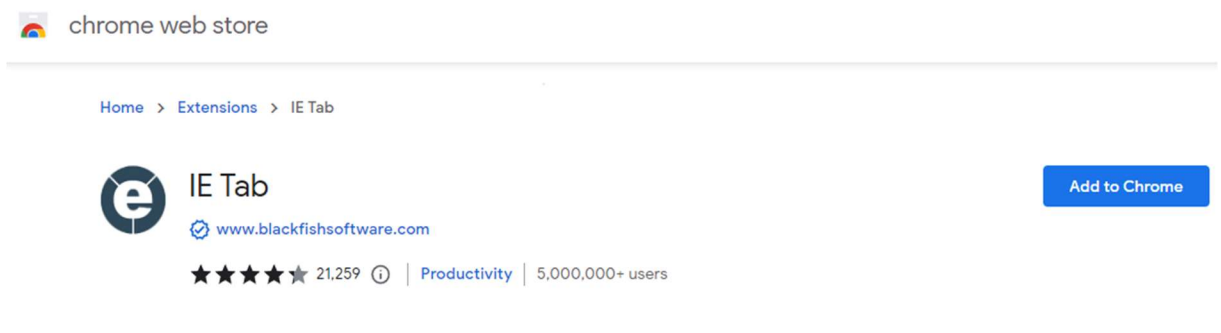 chrome web store
Home > Extensions > IE Tab
IE Tab
Add to Chrome
www.blackfishsoftware.com
21,259 | Productivity | 5,000,000+ users